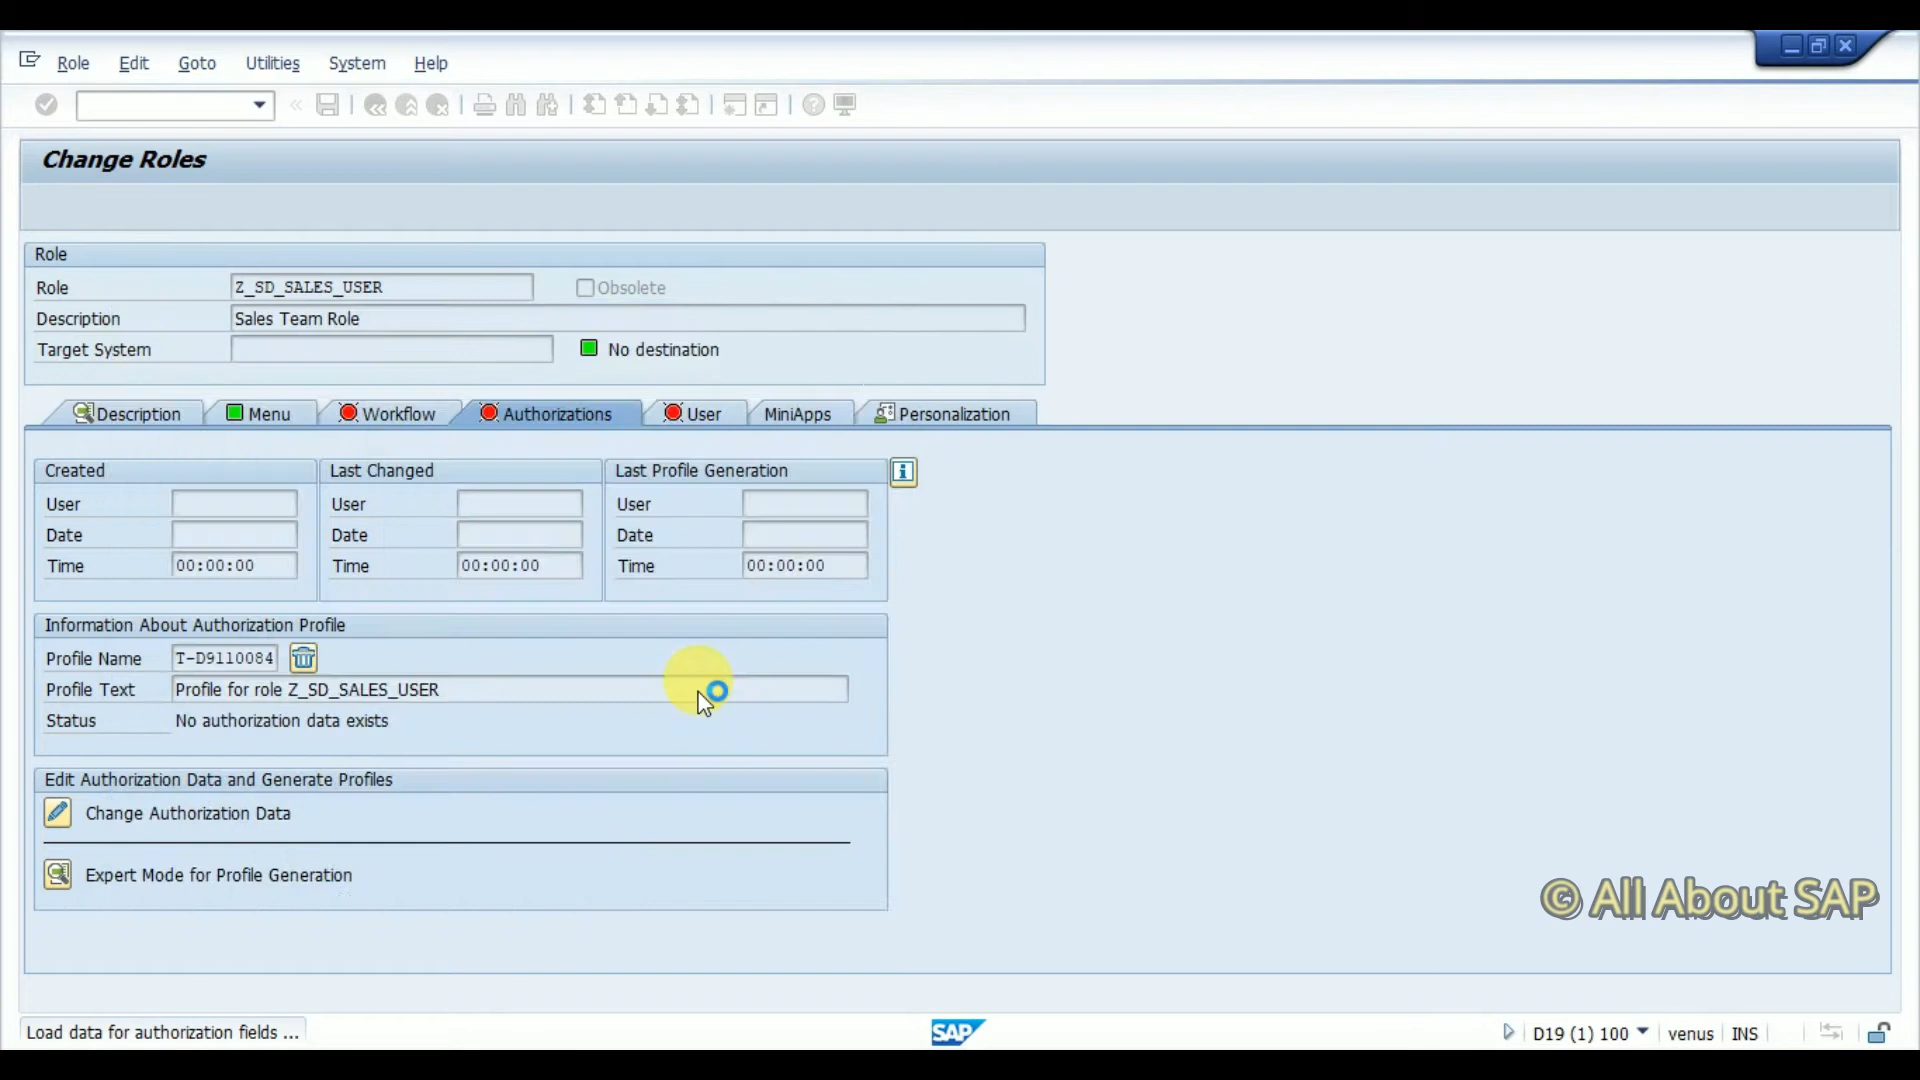 Role Edit Goto Utilities System Help
Change Roles
Role
Role Z_SD_SALES_USER Obsolete
Description Sales Team Role
Target System No destination
Description Menu Workflow Authorizations User MiniApps Personalization
Created Last Changed Last Profile Generation
User User User
Date Date Date
Time 00:00:00 Time 00:00:00 Time 00:00:00
Information About Authorization Profile
Profile Name T-D9110084
Profile Text Profile for role Z_SD_SALES_USER
Status No authorization data exists
Edit Authorization Data and Generate Profiles
Change Authorization Data
Expert Mode for Profile Generation
© All About SAP
Load data for authorization fields ... SAP D19 (1) 100 venus INS